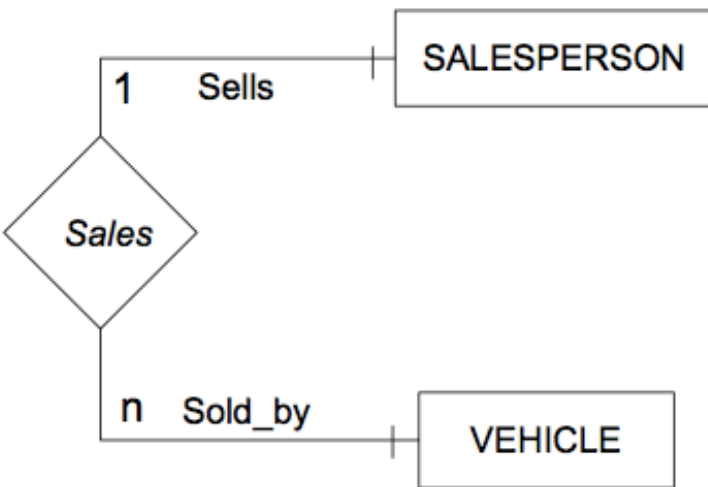 SALESPERSON
1 Sells
Sales
n Sold_by
VEHICLE